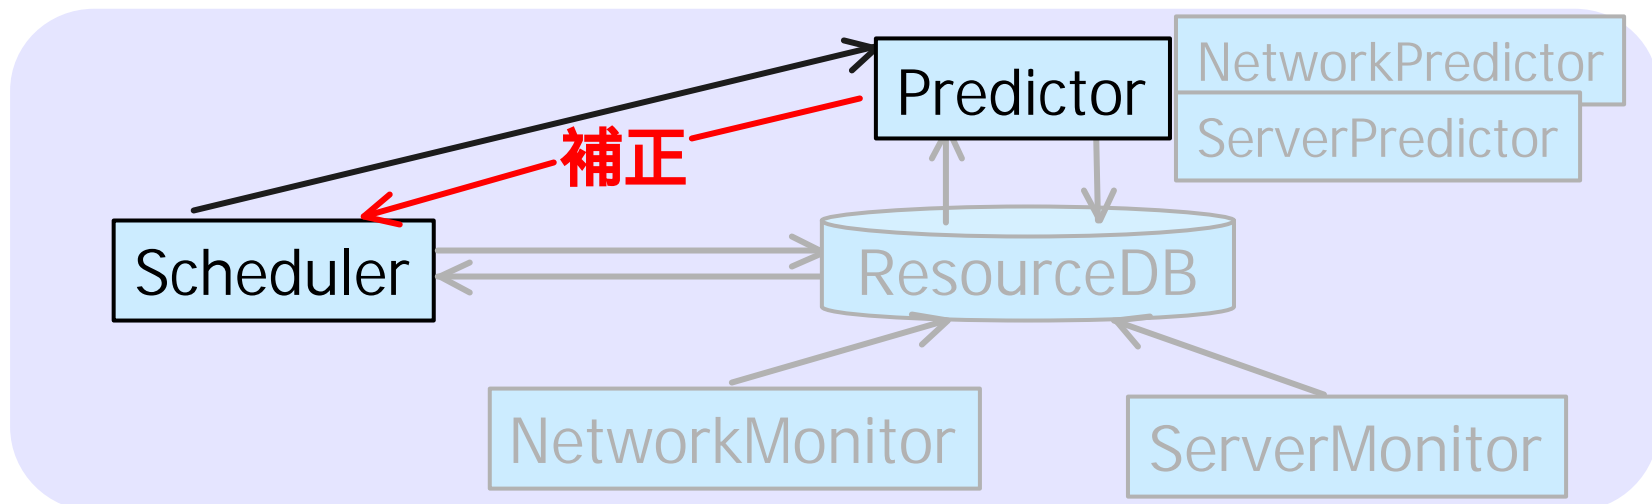 NetworkPredictor
Predictor
ServerPredictor
補正
Scheduler
ResourceDB
NetworkMonitor
ServerMonitor